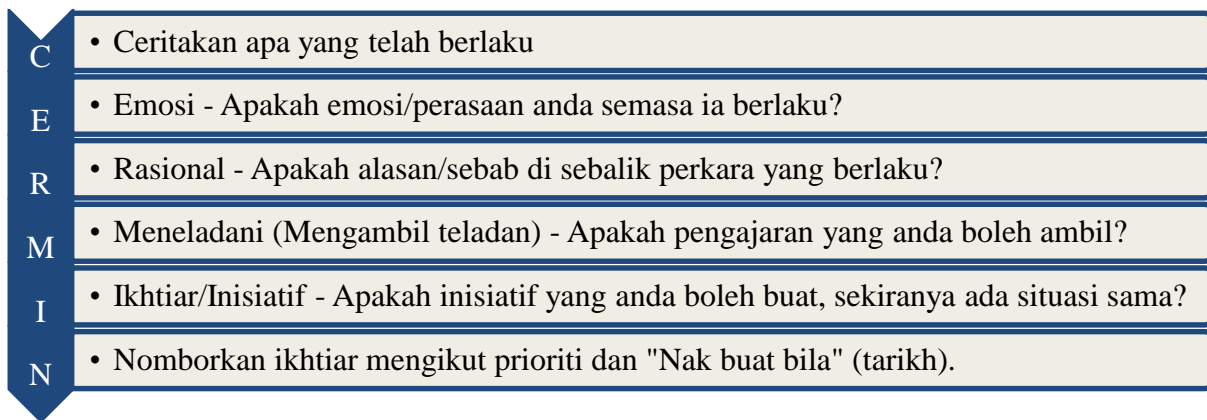 C
• Ceritakan apa yang telah berlaku
E
• Emosi - Apakah emosi/perasaan anda semasa ia berlaku?
R
• Rasional - Apakah alasan/sebab di sebalik perkara yang berlaku?
M
• Meneladani (Mengambil teladan) - Apakah pengajaran yang anda boleh ambil?
I
• Ikhtiar/Inisiatif - Apakah inisiatif yang anda boleh buat, sekiranya ada situasi sama?
N
• Nomborkan ikhtiar mengikut prioriti dan "Nak buat bila" (tarikh).